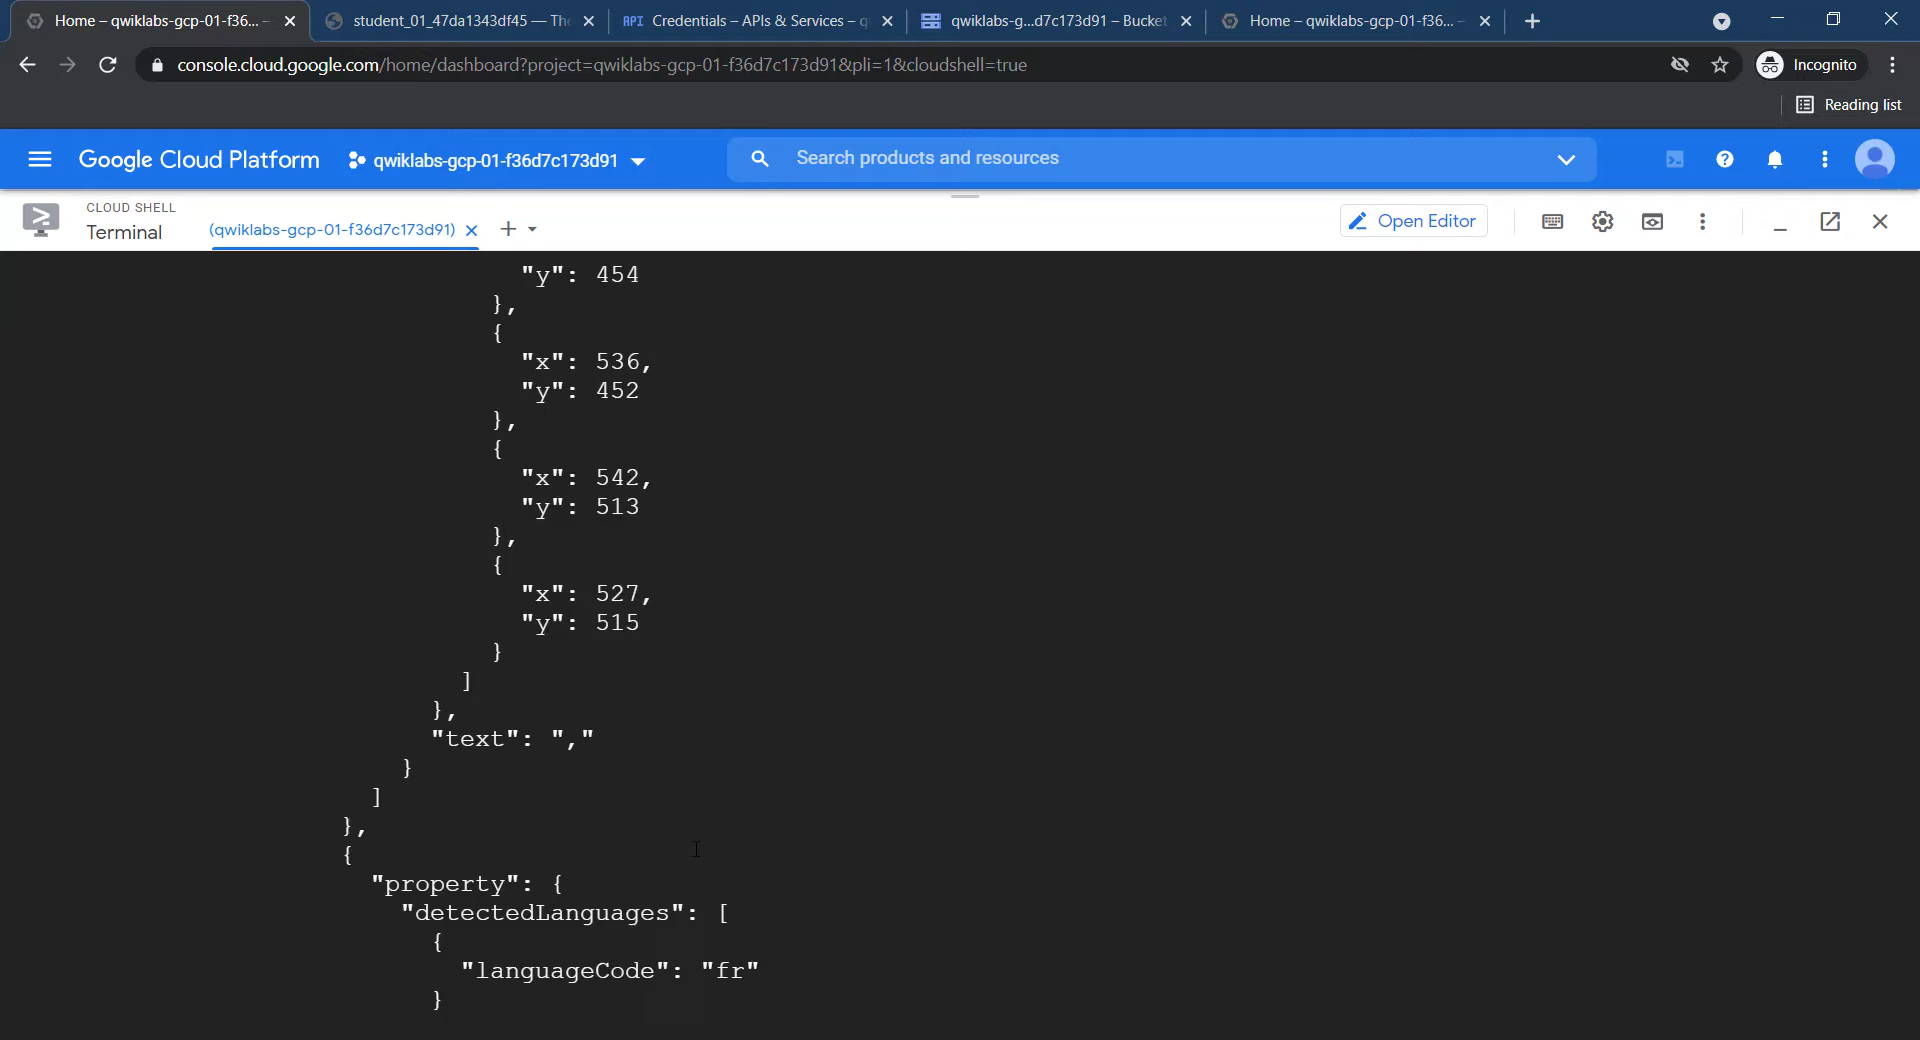 Home – qwiklabs-gcp-01-f36...
student_01_47da1343df45 — The
API Credentials – APIs & Services – q
qwiklabs-g...d7c173d91 – Bucket
Home – qwiklabs-gcp-01-f36...
console.cloud.google.com/home/dashboard?project=qwiklabs-gcp-01-f36d7c173d91&pli=1&cloudshell=true
Incognito
Reading list
Google Cloud Platform
qwiklabs-gcp-01-f36d7c173d91
Search products and resources
CLOUD SHELL
Terminal
(qwiklabs-gcp-01-f36d7c173d91)
Open Editor
"y": 454
},
{
"x": 536,
"y": 452
},
{
"x": 542,
"y": 513
},
{
"x": 527,
"y": 515
}
]
},
"text": ","
}
]
},
{
"property": {
"detectedLanguages": [
{
"languageCode": "fr"
}